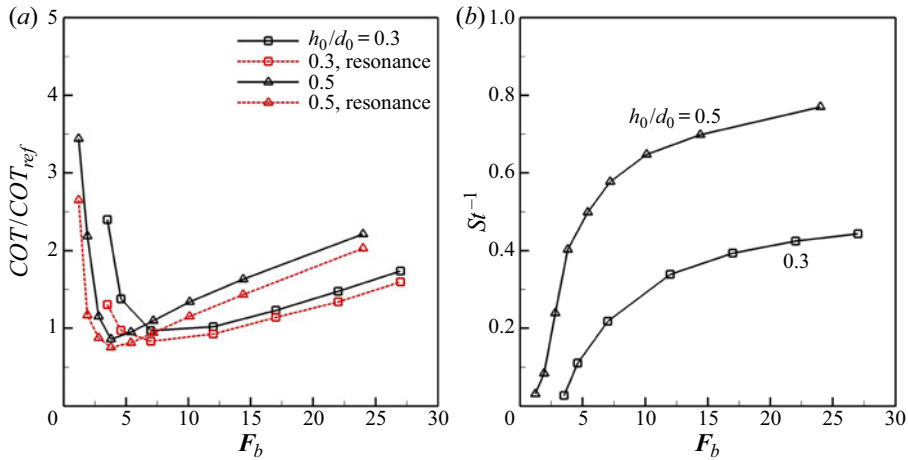 (a)
5
4
3
2
1
0
5
10
15
20
25
30
COT/COT_ref
F_b
h_0/d_0 = 0.3
0.3, resonance
0.5
0.5, resonance
(b)
1.0
0.8
0.6
0.4
0.2
0
5
10
15
20
25
30
St^{-1}
F_b
h_0/d_0 = 0.5
0.3